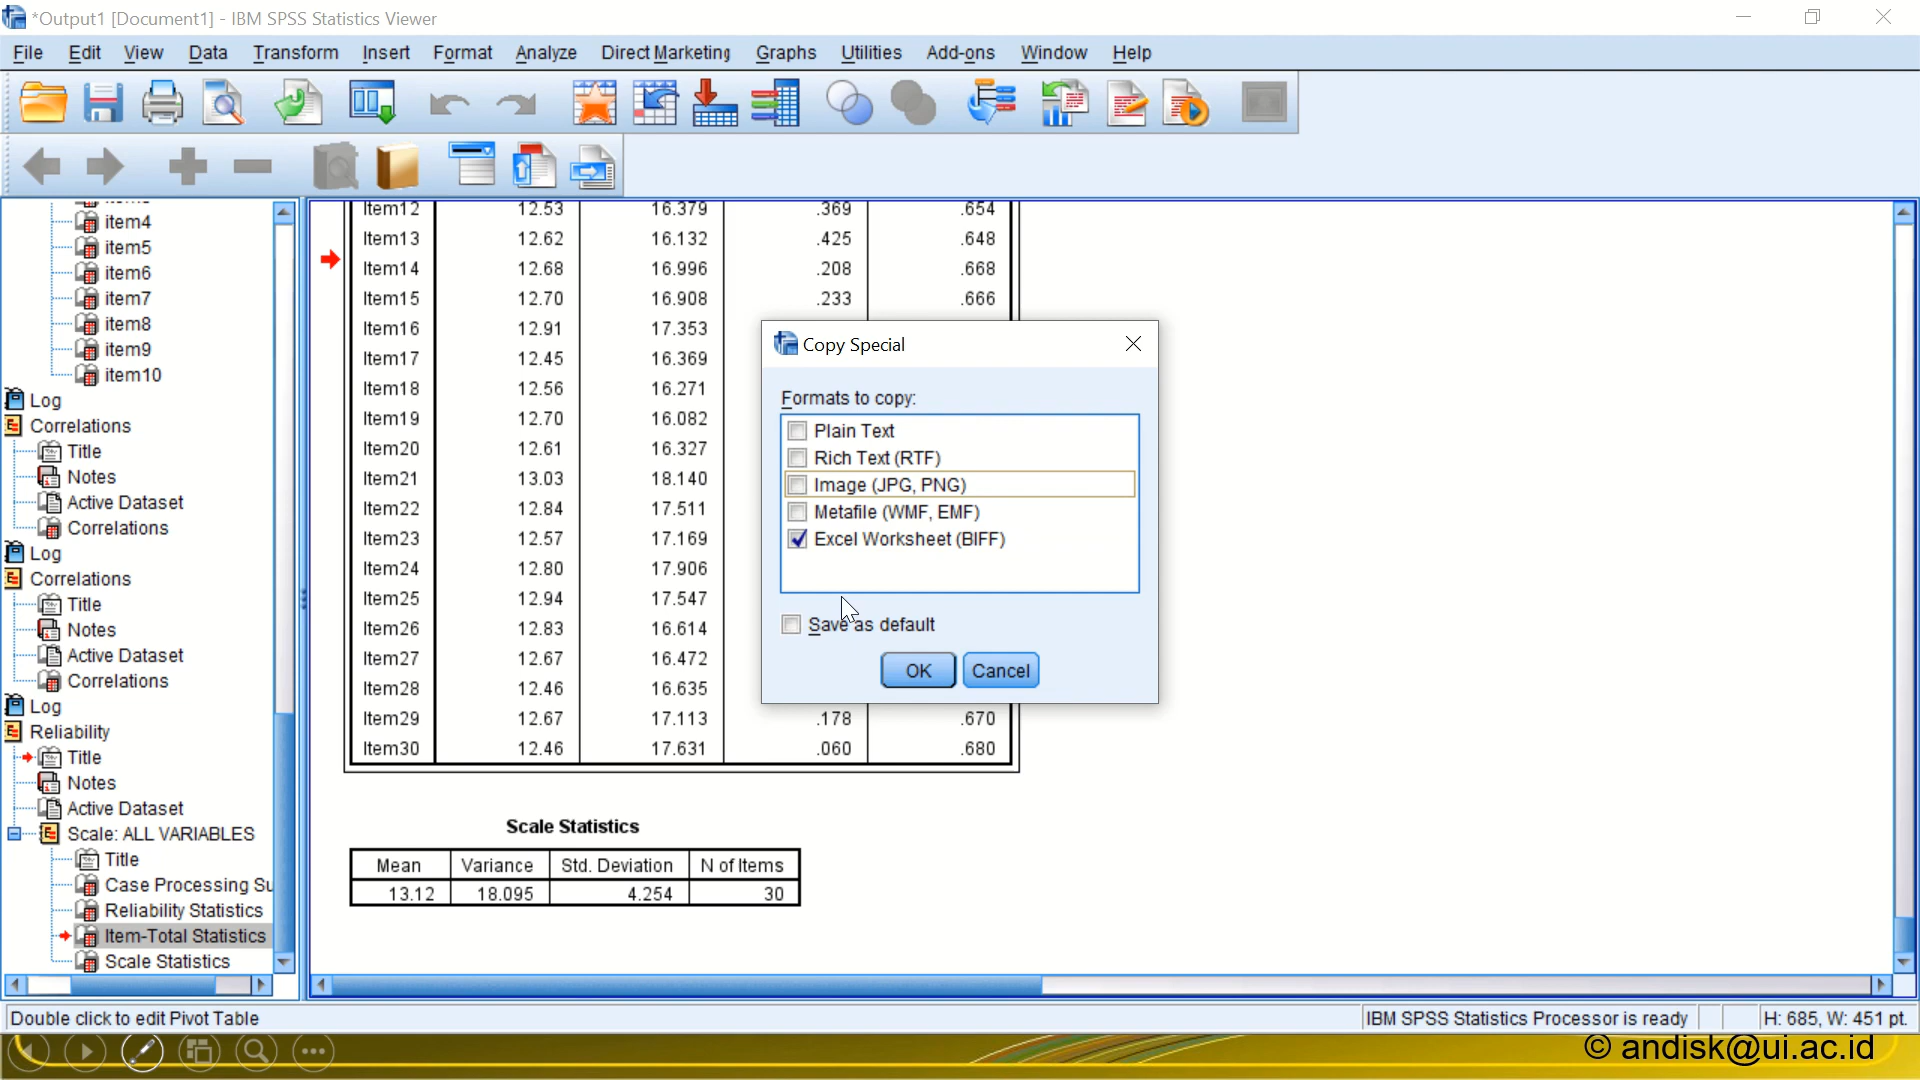 *Output1 [Document1] - IBM SPSS Statistics Viewer
File Edit View Data Transform Insert Format Analyze Direct Marketing Graphs Utilities Add-ons Window Help
item4
item5
item6
item7
item8
item9
item10
Log
Correlations
Title
Notes
Active Dataset
Correlations
Log
Correlations
Title
Notes
Active Dataset
Correlations
Log
Reliability
Title
Notes
Active Dataset
Scale: ALL VARIABLES
Title
Case Processing Su
Reliability Statistics
Item-Total Statistics
Scale Statistics
Item12 12.53 16.379 .369 .654
Item13 12.62 16.132 .425 .648
Item14 12.68 16.996 .208 .668
Item15 12.70 16.908 .233 .666
Item16 12.91 17.353
Item17 12.45 16.369
Item18 12.56 16.271
Item19 12.70 16.082
Item20 12.61 16.327
Item21 13.03 18.140
Item22 12.84 17.511
Item23 12.57 17.169
Item24 12.80 17.906
Item25 12.94 17.547
Item26 12.83 16.614
Item27 12.67 16.472
Item28 12.46 16.635
Item29 12.67 17.113 .178 .670
Item30 12.46 17.631 .060 .680
Scale Statistics
Mean Variance Std. Deviation N of Items
13.12 18.095 4.254 30
Copy Special
Formats to copy:
Plain Text
Rich Text (RTF)
Image (JPG, PNG)
Metafile (WMF, EMF)
Excel Worksheet (BIFF)
Save as default
OK Cancel
Double click to edit Pivot Table
IBM SPSS Statistics Processor is ready
H: 685, W: 451 pt.
© andisk@ui.ac.id